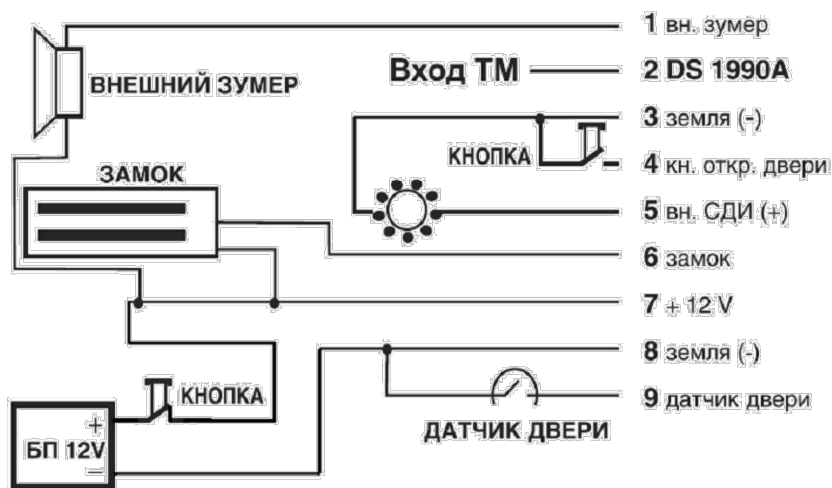 1 вн. зумер
ВНЕШНИЙ ЗУМЕР
Вход ТМ
2 DS 1990A
3 земля (-)
КНОПКА
4 кн. откр. двери
ЗАМОК
5 вн. СДИ (+)
6 замок
7 + 12 V
8 земля (-)
КНОПКА
9 датчик двери
+
БП 12V
–
ДАТЧИК ДВЕРИ